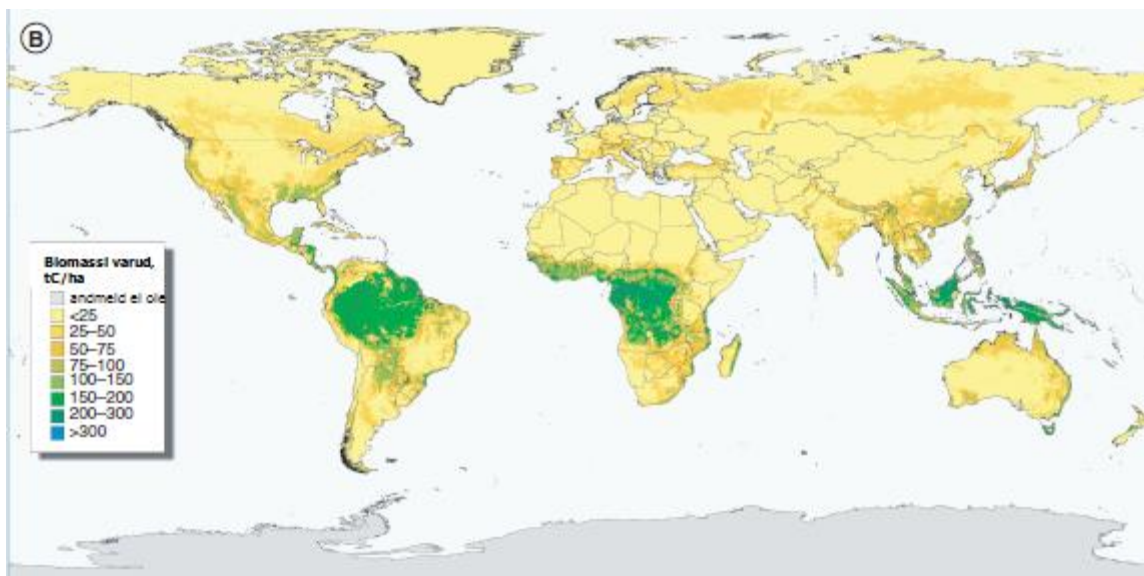 B
Biomassi varud,
tC/ha
andmeid ei ole
<25
25–50
50–75
75–100
100–150
150–200
200–300
>300